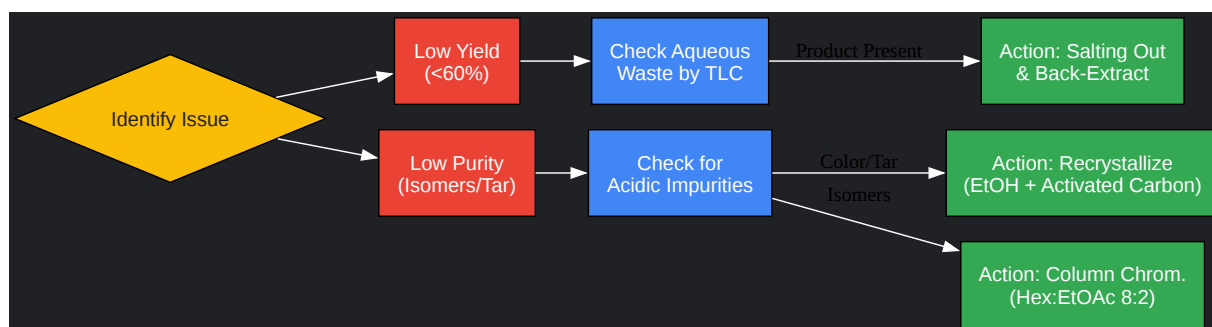 Identify Issue
Low Yield
(<60%)
Check Aqueous
Waste by TLC
Product Present
Action: Salting Out
& Back-Extract
Low Purity
(Isomers/Tar)
Check for
Acidic Impurities
Color/Tar
Action: Recrystallize
(EtOH + Activated Carbon)
Isomers
Action: Column Chrom.
(Hex:EtOAc 8:2)